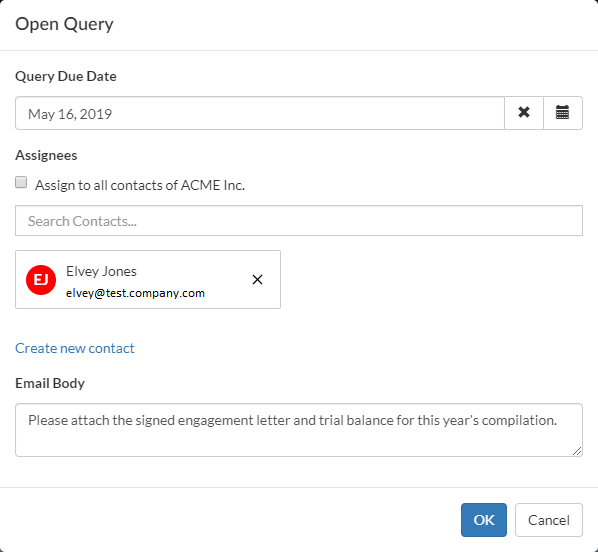 Open Query
Query Due Date
May 16, 2019
Assignees
Assign to all contacts of ACME Inc.
Search Contacts...
EJ
Elvey Jones
elvey@test.company.com
Create new contact
Email Body
Please attach the signed engagement letter and trial balance for this year's compilation.
OK
Cancel